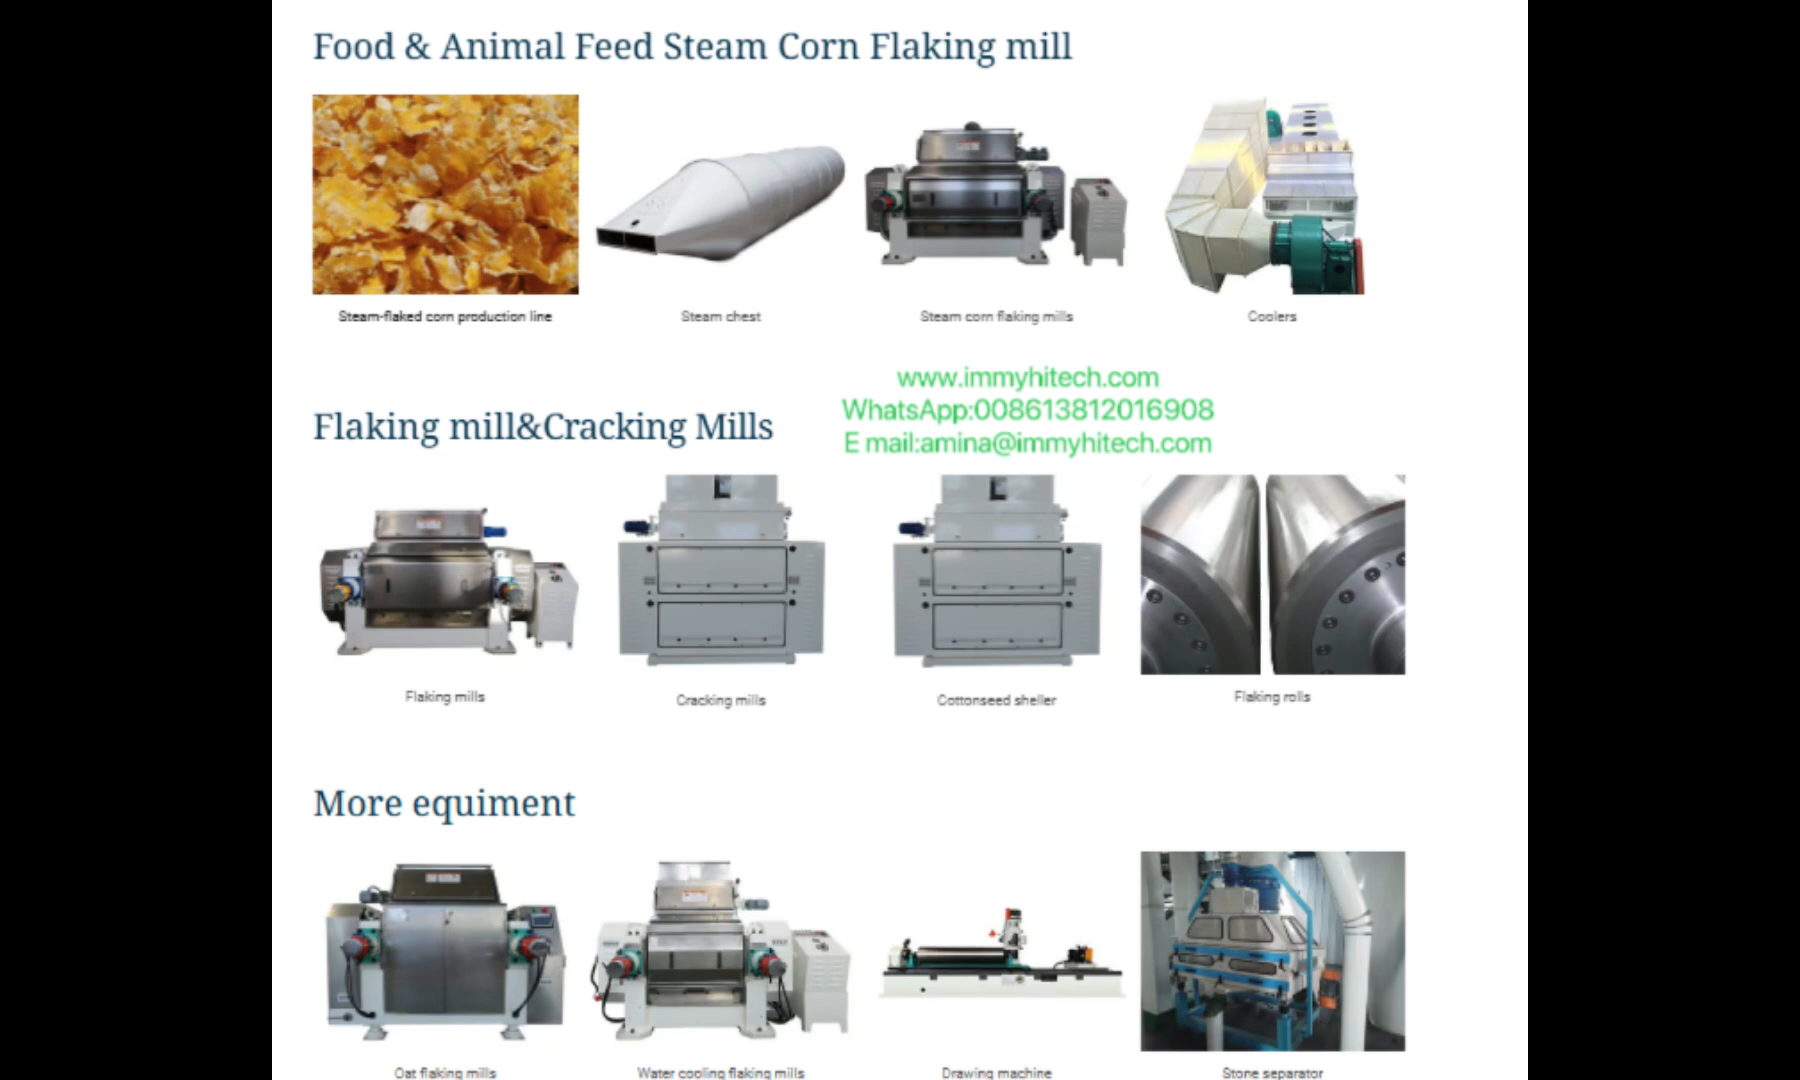 Food & Animal Feed Steam Corn Flaking mill
Steam-flaked corn production line
Steam chest
Steam corn flaking mills
Coolers
www.immyhitech.com
WhatsApp:008613812016908
E mail:amina@immyhitech.com
Flaking mill&Cracking Mills
Flaking mills
Cracking mills
Cottonseed sheller
Flaking rolls
More equiment
Oat flaking mills
Water cooling flaking mills
Drawing machine
Stone separator